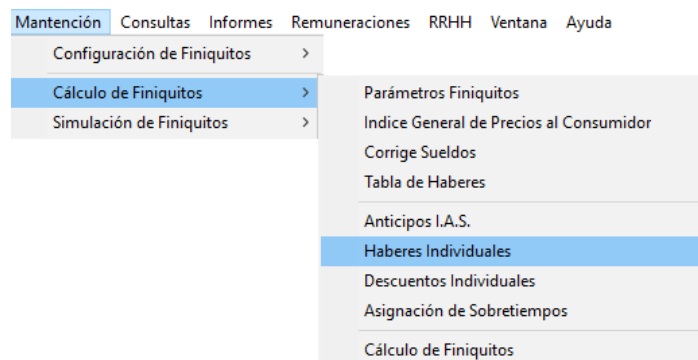 Mantención Consultas Informes Remuneraciones RRHH Ventana Ayuda
Configuración de Finiquitos >
Cálculo de Finiquitos >
Simulación de Finiquitos >
Parámetros Finiquitos
Indice General de Precios al Consumidor
Corrige Sueldos
Tabla de Haberes
Anticipos I.A.S.
Haberes Individuales
Descuentos Individuales
Asignación de Sobretiempos
Cálculo de Finiquitos